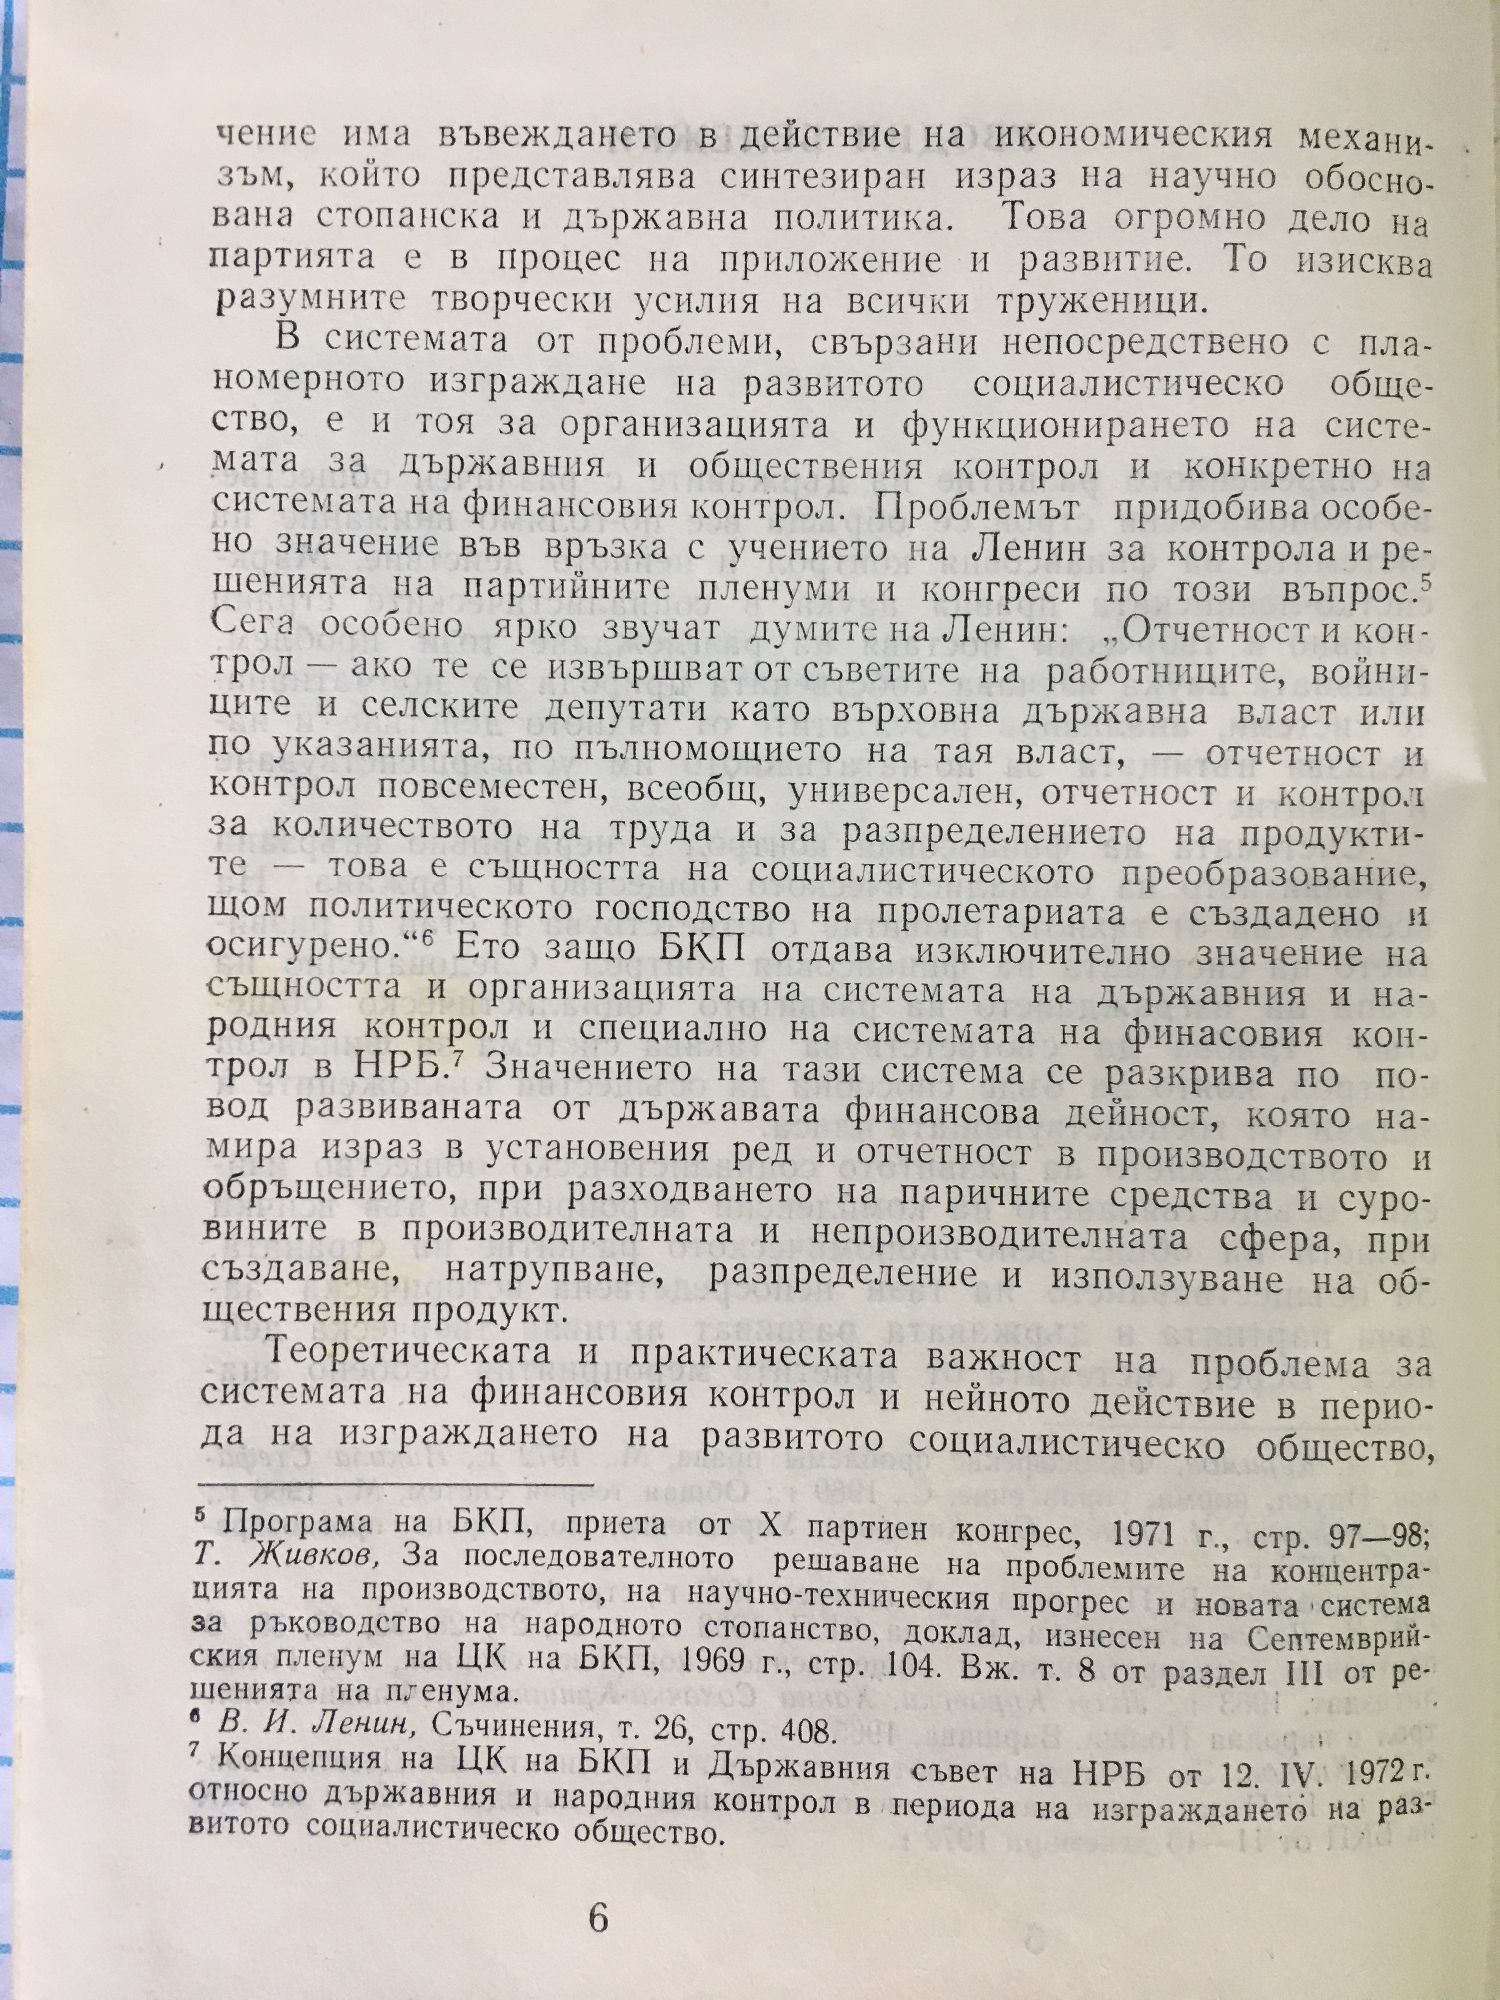 чение има въвеждането в действие на икономическия механи-
зъм, който представлява синтезиран израз на научно обосно-
вана стопанска и държавна политика. Това огромно дело на
партията е в процес на приложение и развитие. То изисква
разумните творчески усилия на всички труженици.
В системата от проблеми, свързани непосредствено с пла-
номерното изграждане на развитото социалистическо обще-
ство, е и тоя за организацията и функционирането на систе-
мата за държавния и обществения контрол и конкретно на
системата на финансовия контрол. Проблемът придобива особе-
но значение във връзка с учението на Ленин за контрола и ре-
шенията на партийните пленуми и конгреси по този въпрос.⁵
Сега особено ярко звучат думите на Ленин: „Отчетност и кон-
трол — ако те се извършват от съветите на работниците, войни-
ците и селските депутати като върховна държавна власт или
по указанията, по пълномощието на тая власт, — отчетност и
контрол повсеместен, всеобщ, универсален, отчетност и контрол
за количеството на труда и за разпределението на продукти-
те — това е същността на социалистическото преобразование,
щом политическото господство на пролетариата е създадено и
осигурено.“⁶ Ето защо БКП отдава изключително значение на
същността и организацията на системата на държавния и на-
родния контрол и специално на системата на финасовия кон-
трол в НРБ.⁷ Значението на тази система се разкрива по по-
вод развиваната от държавата финансова дейност, която на-
мира израз в установения ред и отчетност в производството и
обръщението, при разходването на паричните средства и суро-
вините в производителната и непроизводителната сфера, при
създаване, натрупване, разпределение и използуване на об-
ществения продукт.
Теоретическата и практическата важност на проблема за
системата на финансовия контрол и нейното действие в перио-
да на изграждането на развитото социалистическо общество,
⁵ Програма на БКП, приета от X партиен конгрес, 1971 г., стр. 97—98;
Т. Живков, За последователното решаване на проблемите на концентра-
цията на производството, на научно-техническия прогрес и новата система
за ръководство на народното стопанство, доклад, изнесен на Септемврий-
ския пленум на ЦК на БКП, 1969 г., стр. 104. Вж. т. 8 от раздел III от ре-
шенията на пленума.
⁶ В. И. Ленин, Съчинения, т. 26, стр. 408.
⁷ Концепция на ЦК на БКП и Държавния съвет на НРБ от 12. IV. 1972 г.
относно държавния и народния контрол в периода на изграждането на раз-
витото социалистическо общество.
6